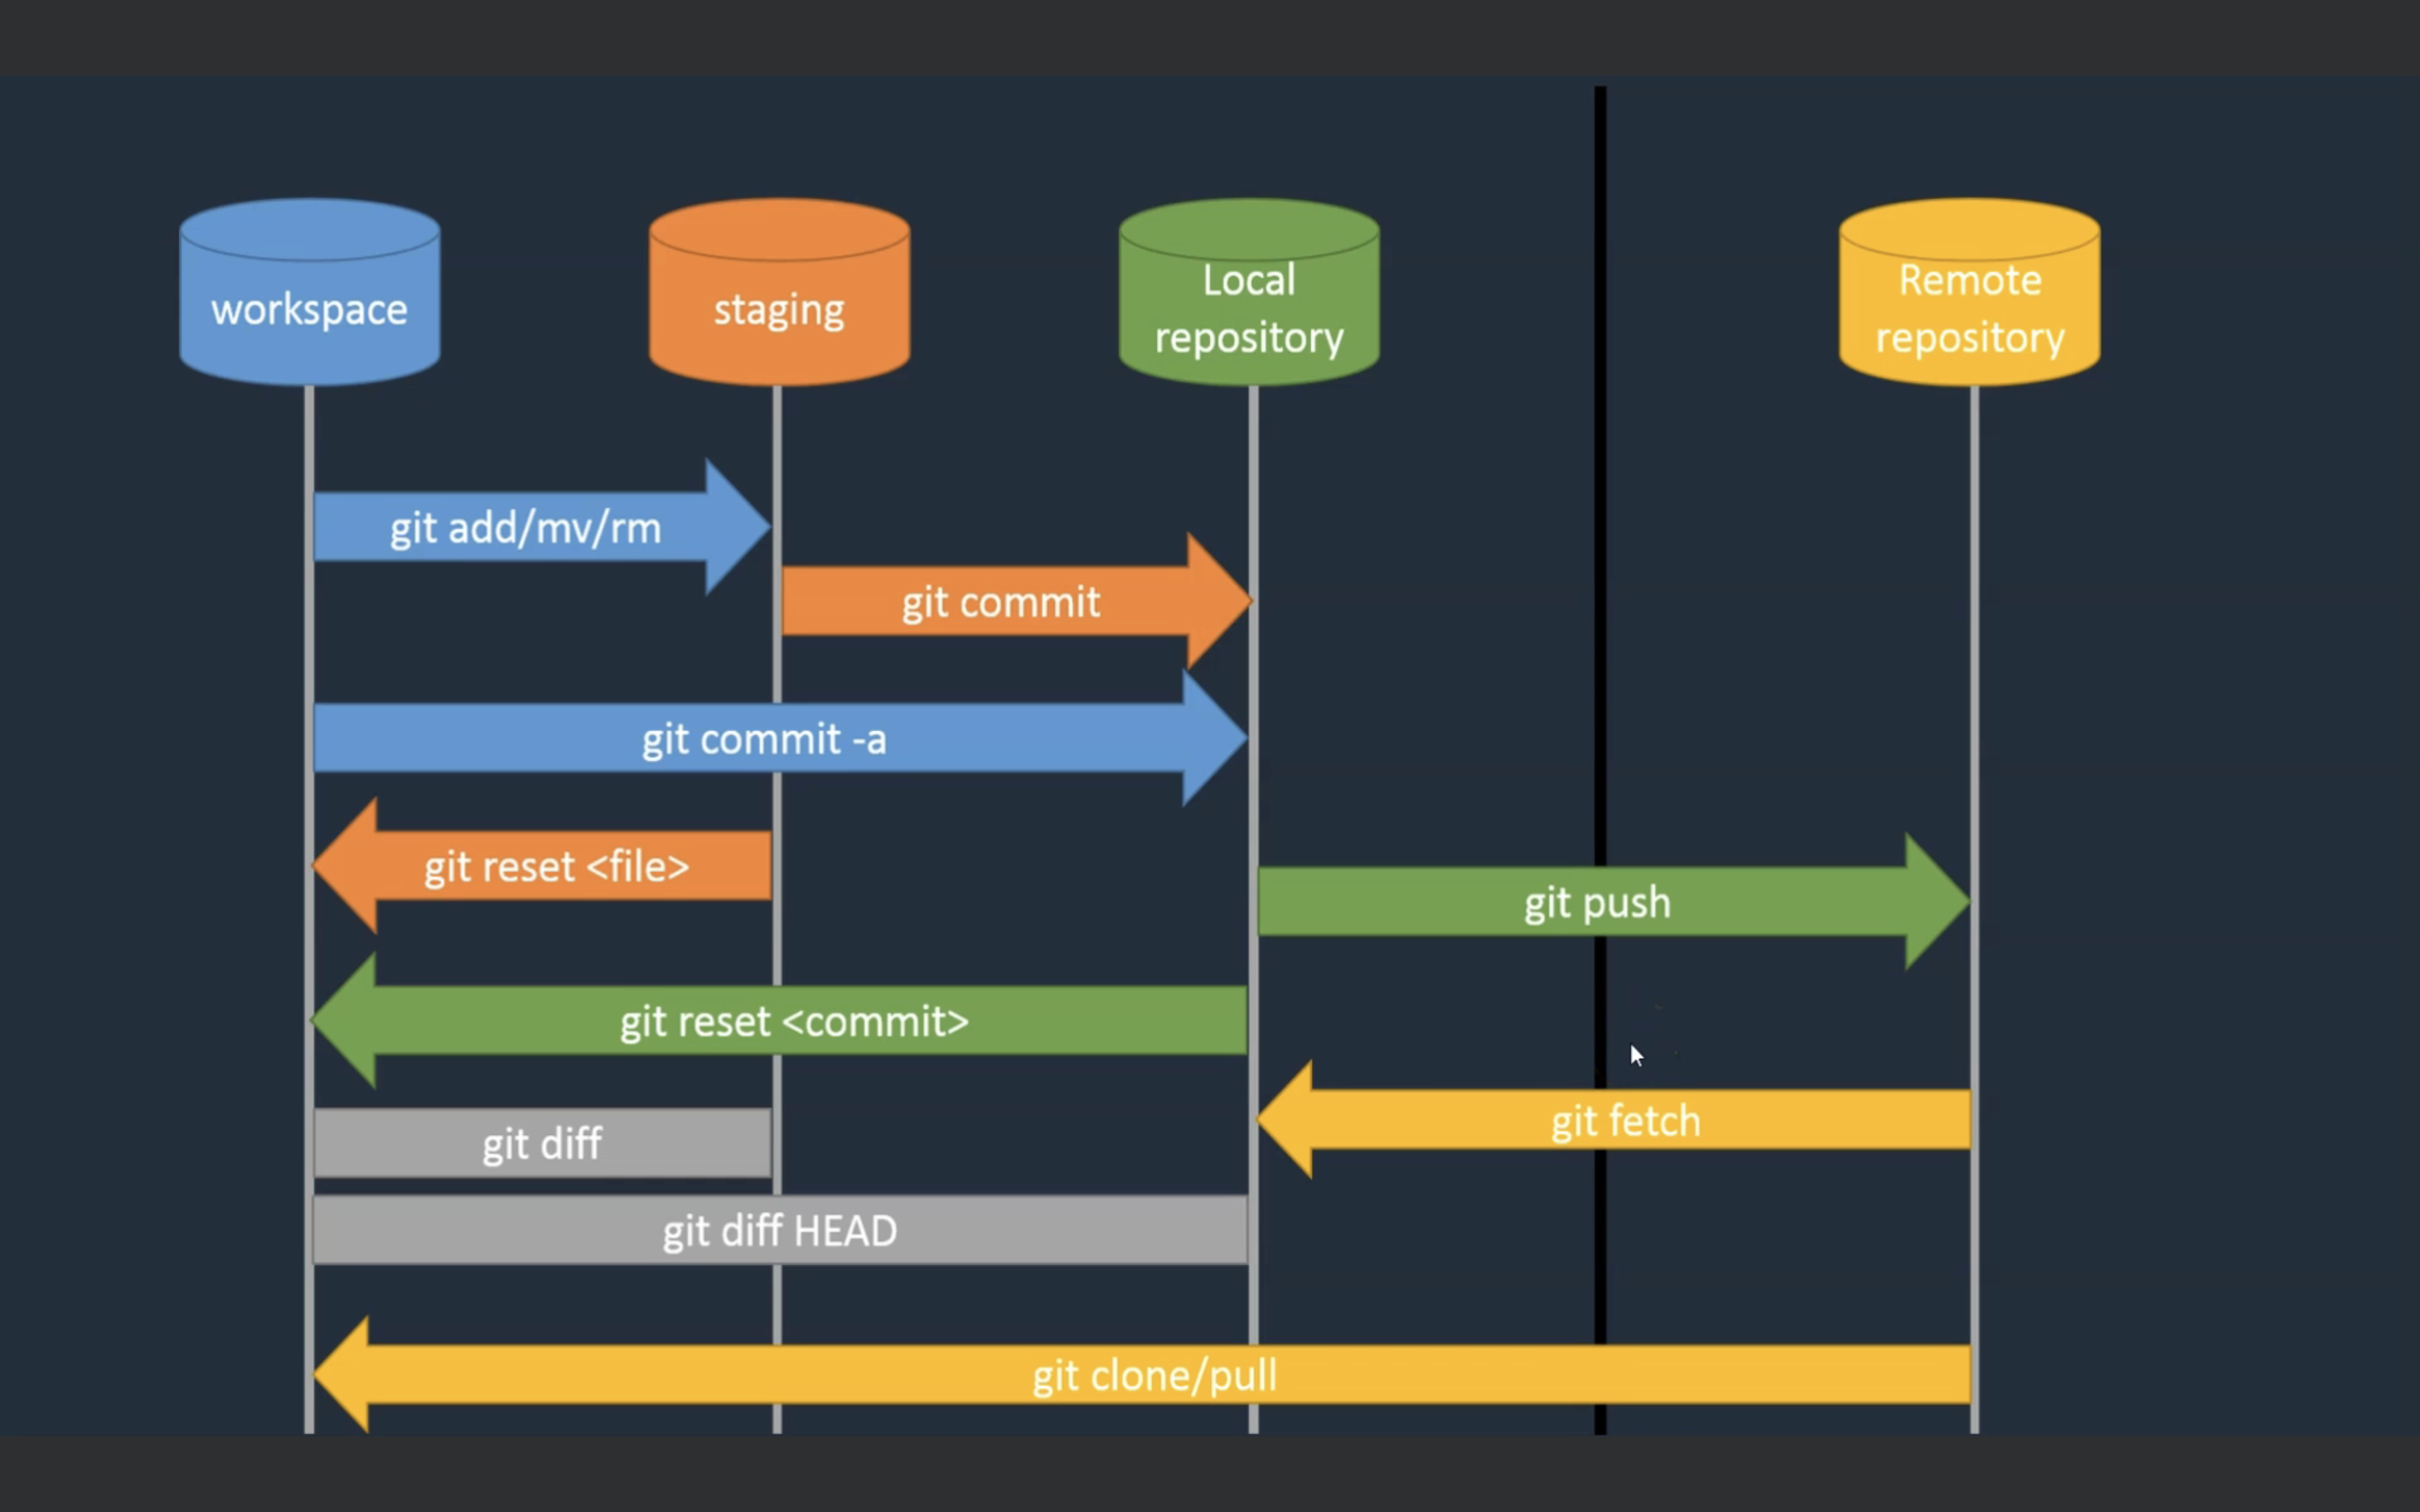 workspace
staging
Local
repository
Remote
repository
git add/mv/rm
git commit
git commit -a
git reset <file>
git push
git reset <commit>
git fetch
git diff
git diff HEAD
git clone/pull